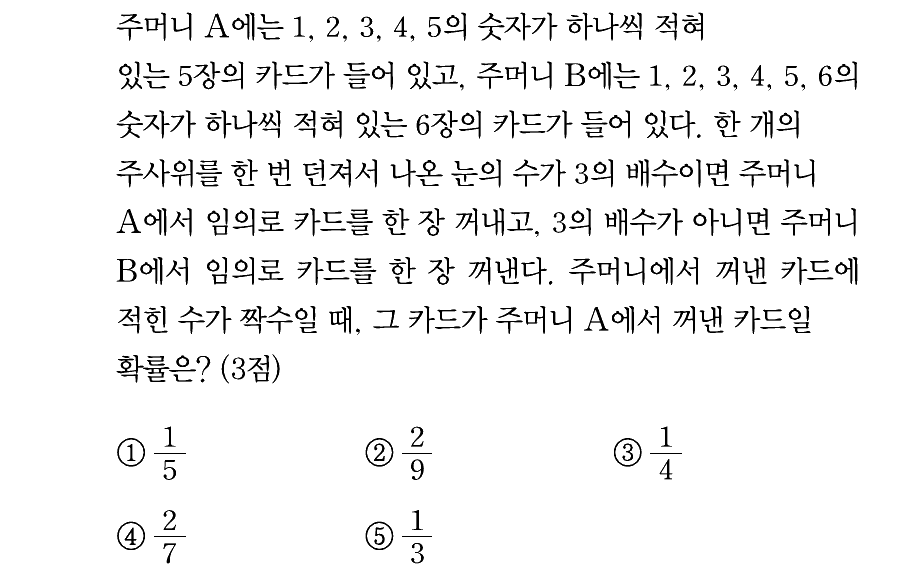 주머니 A에는 1, 2, 3, 4, 5의 숫자가 하나씩 적혀
있는 5장의 카드가 들어 있고, 주머니 B에는 1, 2, 3, 4, 5, 6의
숫자가 하나씩 적혀 있는 6장의 카드가 들어 있다. 한 개의
주사위를 한 번 던져서 나온 눈의 수가 3의 배수이면 주머니
A에서 임의로 카드를 한 장 꺼내고, 3의 배수가 아니면 주머니
B에서 임의로 카드를 한 장 꺼낸다. 주머니에서 꺼낸 카드에
적힌 수가 짝수일 때, 그 카드가 주머니 A에서 꺼낸 카드일
확률은? (3점)
① 1/5 ② 2/9 ③ 1/4
④ 2/7 ⑤ 1/3